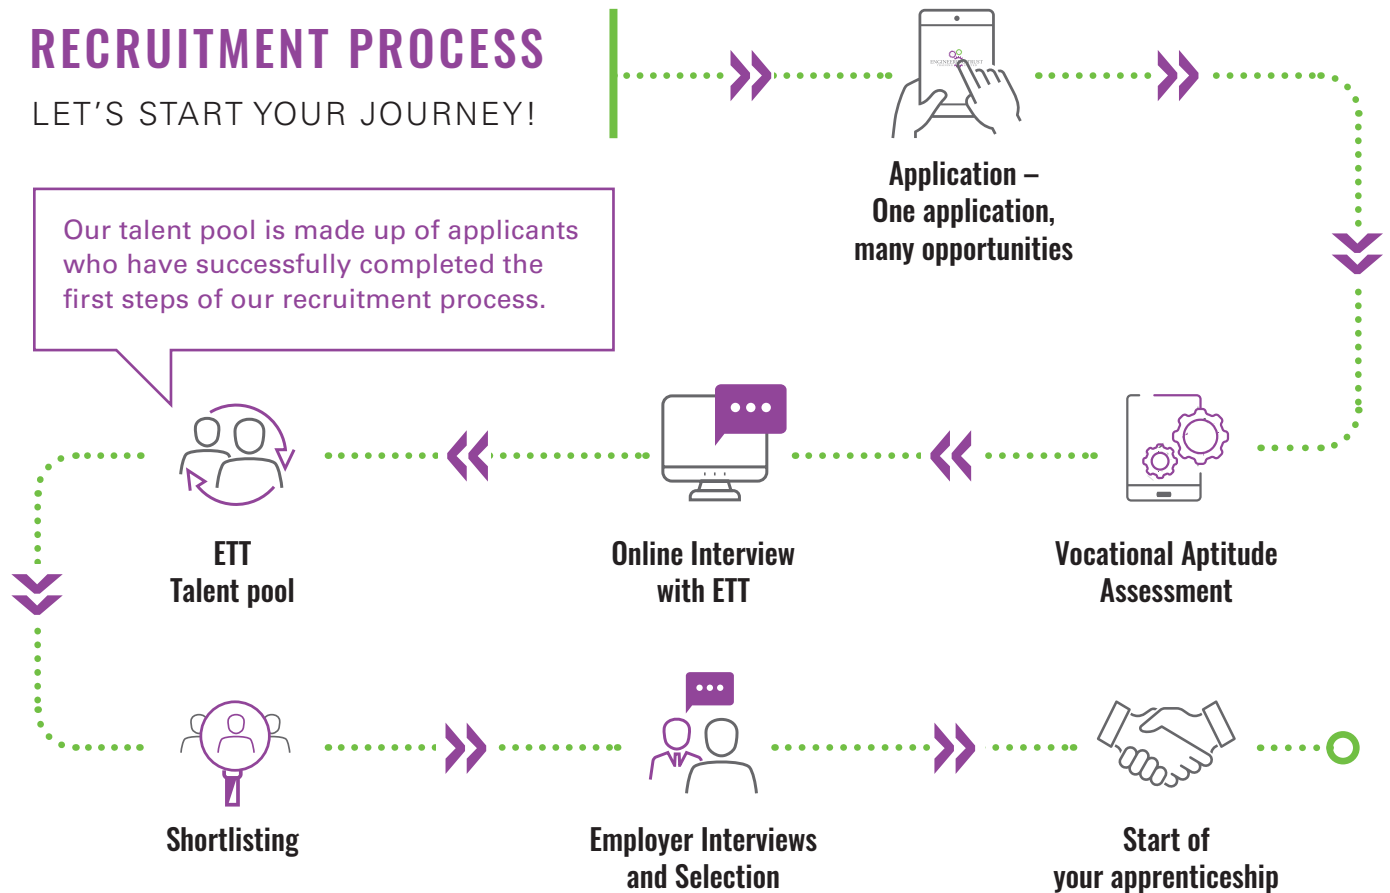 RECRUITMENT PROCESS
LET'S START YOUR JOURNEY!
Application –
One application,
many opportunities
Our talent pool is made up of applicants
who have successfully completed the
first steps of our recruitment process.
ETT
Talent pool
Online Interview
with ETT
Vocational Aptitude
Assessment
Shortlisting
Employer Interviews
and Selection
Start of
your apprenticeship